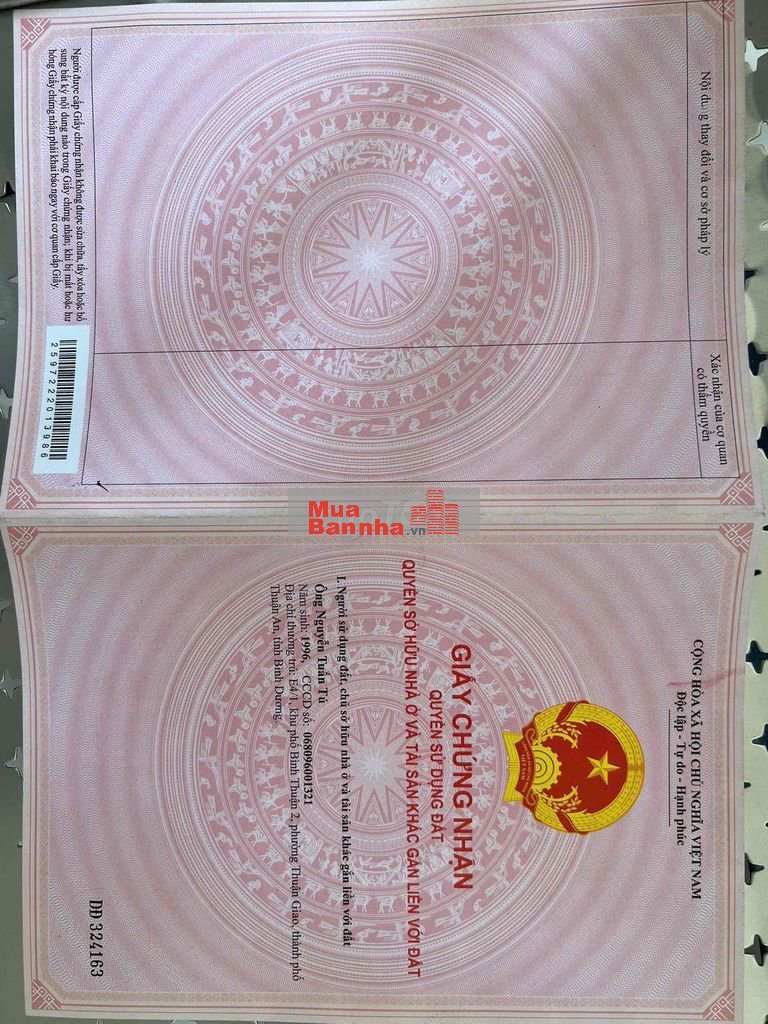 Nội du g thay đổi và cơ sở pháp lý
Xác nhận của cơ quan
có thẩm quyền
Người được cấp Giấy chứng nhận không được sửa chữa, tẩy xóa hoặc bổ
sung bất kỳ nội dung nào trong Giấy chứng nhận; khi bị mất hoặc hư
hỏng Giấy chứng nhận phải khai báo ngay với cơ quan cấp Giấy.
2597222013986
Mua
Bannha.vn
CỘNG HÒA XÃ HỘI CHỦ NGHĨA VIỆT NAM
Độc lập - Tự do - Hạnh phúc
GIẤY CHỨNG NHẬN
QUYỀN SỬ DỤNG ĐẤT
QUYỀN SỞ HỮU NHÀ Ở VÀ TÀI SẢN KHÁC GẮN LIỀN VỚI ĐẤT
I. Người sử dụng đất, chủ sở hữu nhà ở và tài sản khác gắn liền với đất
Ông Nguyễn Tuấn Tú
Năm sinh: 1996, CCCD số: 068096001321
Địa chỉ thường trú: E4/1, khu phố Bình Thuận 2, phường Thuận Giao, thành phố
Thuận An, tỉnh Bình Dương.
DĐ 324163